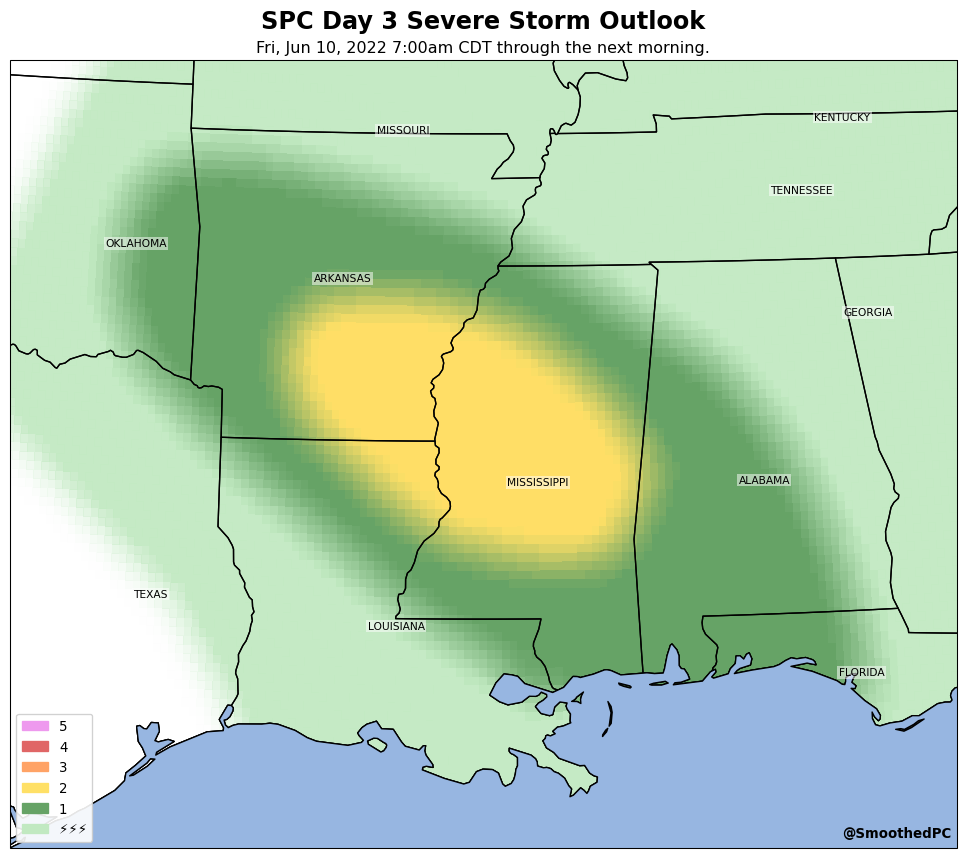 SPC Day 3 Severe Storm Outlook
Fri, Jun 10, 2022 7:00am CDT through the next morning.
KENTUCKY
MISSOURI
TENNESSEE
OKLAHOMA
ARKANSAS
GEORGIA
ALABAMA
MISSISSIPPI
TEXAS
LOUISIANA
FLORIDA
5
4
3
2
1
⚡⚡⚡
@SmoothedPC